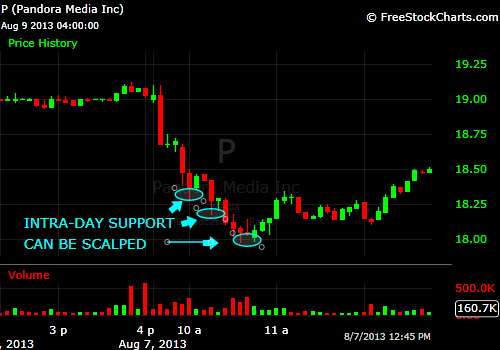 P (Pandora Media Inc)
Aug 9 2013 04:00:00
© FreeStockCharts.com
Price History
19.25
19.00
18.50
P
Pandora Media Inc
INTRA-DAY SUPPORT
18.25
CAN BE SCALPED
18.00
Volume
500.0K
160.7K
3 p
4 p
10 a
11 a
8/7/2013 12:45 PM
, 2013
Aug 7, 2013